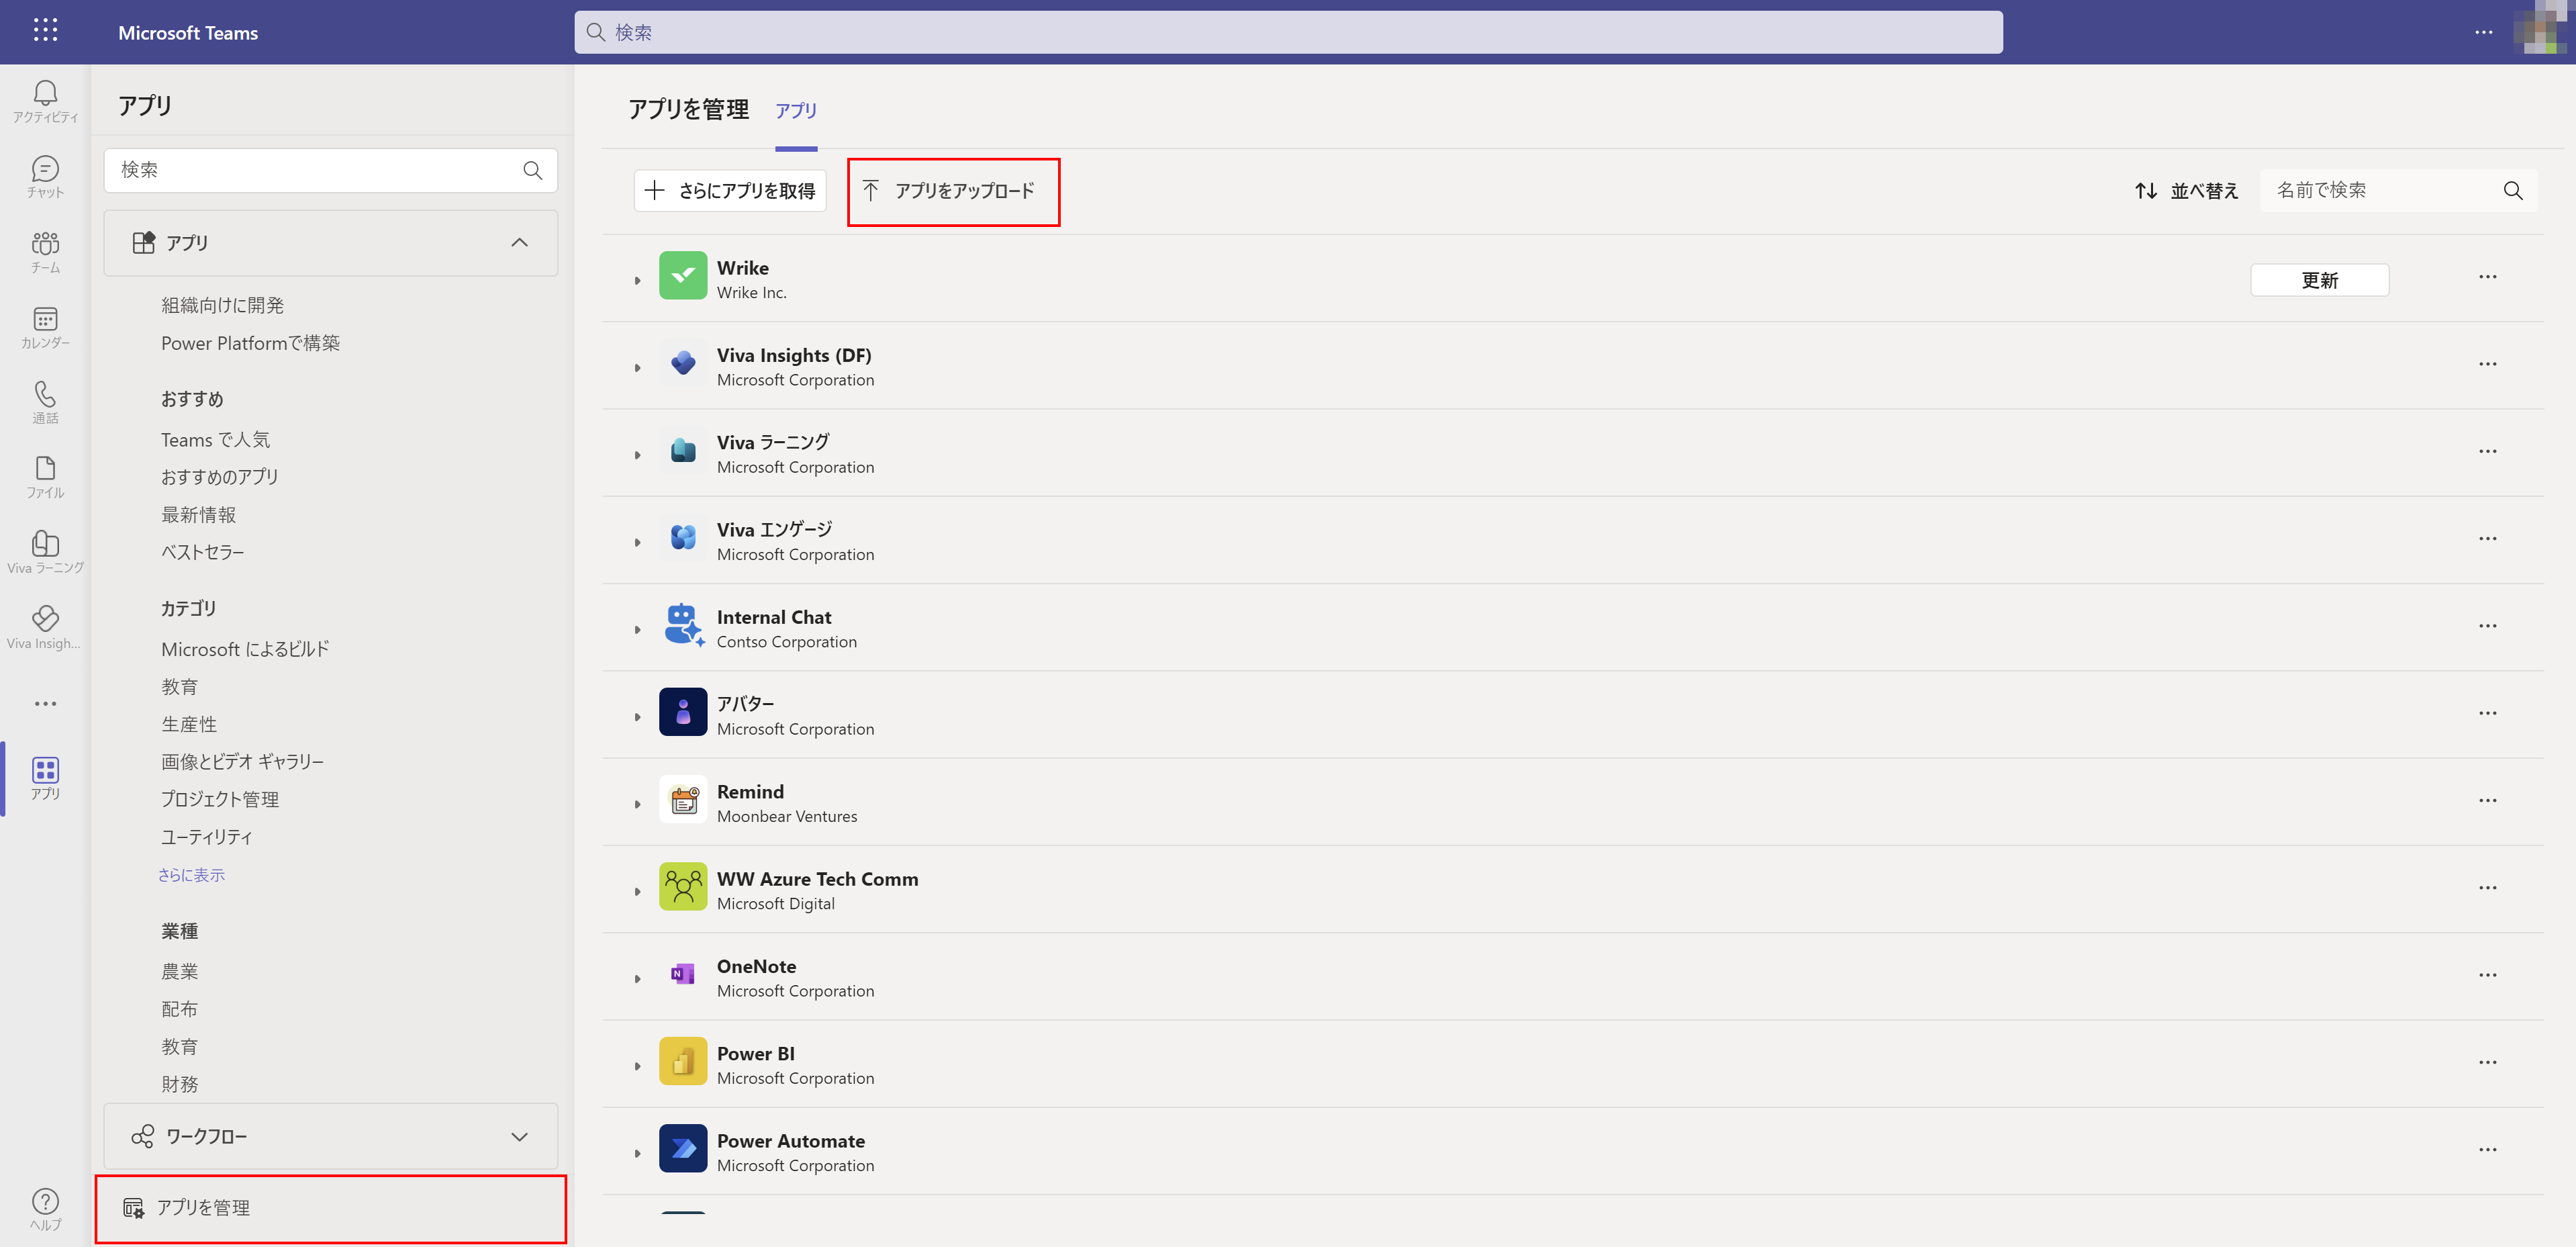 Microsoft Teams
検索
アクティビティ
チャット
チーム
カレンダー
通話
ファイル
Viva ラーニング
Viva Insigh...
アプリ
ヘルプ
アプリ
検索
アプリ
組織向けに開発
Power Platformで構築
おすすめ
Teams で人気
おすすめのアプリ
最新情報
ベストセラー
カテゴリ
Microsoft によるビルド
教育
生産性
画像とビデオ ギャラリー
プロジェクト管理
ユーティリティ
さらに表示
業種
農業
配布
教育
財務
ワークフロー
アプリを管理
アプリを管理 アプリ
さらにアプリを取得 アプリをアップロード 並べ替え 名前で検索
Wrike
Wrike Inc.
更新
Viva Insights (DF)
Microsoft Corporation
Viva ラーニング
Microsoft Corporation
Viva エンゲージ
Microsoft Corporation
Internal Chat
Contso Corporation
アバター
Microsoft Corporation
Remind
Moonbear Ventures
WW Azure Tech Comm
Microsoft Digital
OneNote
Microsoft Corporation
Power BI
Microsoft Corporation
Power Automate
Microsoft Corporation